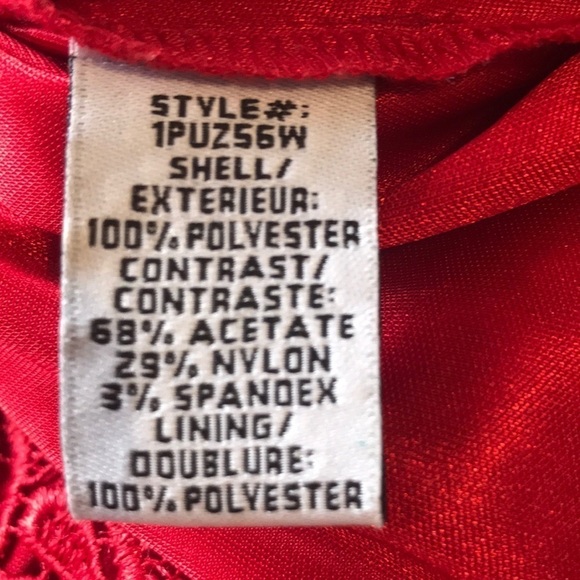 STYLE#:
1PUZ56W
SHELL/
EXTERIEUR:
100% POLYESTER
CONTRAST/
CONTRASTE:
68% ACETATE
29% NYLON
3% SPANDEX
LINING/
DOUBLURE:
100% POLYESTER